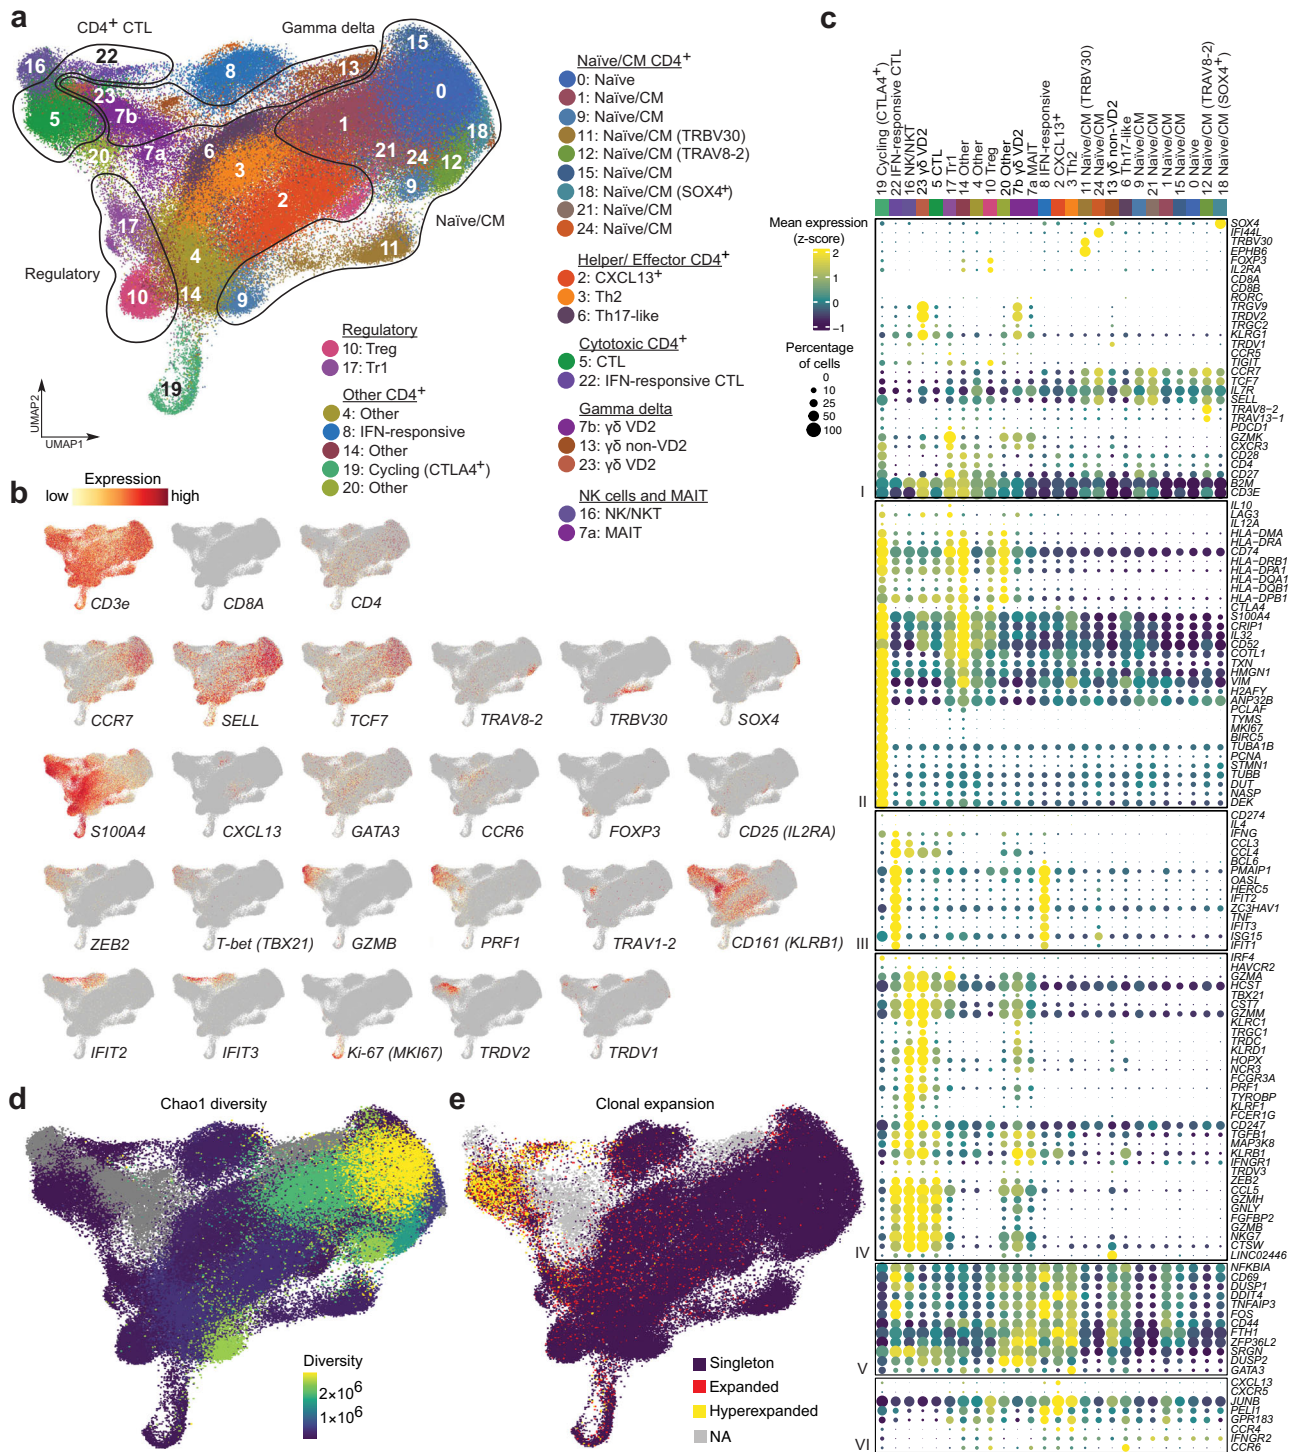 a
CD4+ CTL
Gamma delta
22
16
8
13
15
0
23
7b
5
1
18
20
7a
6
3
21
24
12
9
2
Naïve/CM
17
4
11
Regulatory
10
14
9
19
UMAP2
UMAP1
Naïve/CM CD4+
0: Naïve
1: Naïve/CM
9: Naïve/CM
11: Naïve/CM (TRBV30)
12: Naïve/CM (TRAV8-2)
15: Naïve/CM
18: Naïve/CM (SOX4+)
21: Naïve/CM
24: Naïve/CM
Helper/ Effector CD4+
2: CXCL13+
3: Th2
6: Th17-like
Regulatory
10: Treg
17: Tr1
Cytotoxic CD4+
5: CTL
22: IFN-responsive CTL
Other CD4+
4: Other
8: IFN-responsive
14: Other
19: Cycling (CTLA4+)
20: Other
Gamma delta
7b: γδ VD2
13: γδ non-VD2
23: γδ VD2
NK cells and MAIT
16: NK/NKT
7a: MAIT
b
Expression
low high
CD3e CD8A CD4
CCR7 SELL TCF7 TRAV8-2 TRBV30 SOX4
S100A4 CXCL13 GATA3 CCR6 FOXP3 CD25 (IL2RA)
ZEB2 T-bet (TBX21) GZMB PRF1 TRAV1-2 CD161 (KLRB1)
IFIT2 IFIT3 Ki-67 (MKI67) TRDV2 TRDV1
c
19 Cycling (CTLA4+)
22 IFN-responsive CTL
16 NK/NKT
23 γδ VD2
5 CTL
17 Tr1
14 Other
4 Other
10 Treg
20 Other
7b γδ VD2
7a MAIT
8 IFN-responsive
2 CXCL13+
3 Th2
11 Naïve/CM (TRBV30)
24 Naïve/CM
13 γδ non-VD2
6 Th17-like
9 Naïve/CM
21 Naïve/CM
1 Naïve/CM
15 Naïve/CM
0 Naïve
12 Naïve/CM (TRAV8-2)
18 Naïve/CM (SOX4+)
Mean expression
(z-score)
2
1
0
-1
Percentage
of cells
0
10
25
50
100
SOX4
IFI44L
TRBV30
EPHB6
FOXP3
IL2RA
CD8A
CD8B
RORC
TRGV9
TRDV2
TRGC2
KLRG1
TRDV1
CCR5
TIGIT
CCR7
TCF7
IL7R
SELL
TRAV8-2
TRAV13-1
PDCD1
GZMK
CXCR3
CD28
CD4
CD27
B2M
CD3E
I
IL10
LAG3
IL12A
HLA-DMA
HLA-DRA
CD74
HLA-DRB1
HLA-DPA1
HLA-DQA1
HLA-DQB1
HLA-DPB1
CTLA4
S100A4
CRIP1
IL32
CD52
COTL1
TXN
HMGN1
VIM
H2AFY
ANP32B
PCLAF
TYMS
MKI67
BIRC5
TUBA1B
PCNA
STMN1
TUBB
DUT
NASP
DEK
II
CD274
IL4
IFNG
CCL3
CCL4
BCL6
PMAIP1
OASL
HERC5
IFIT2
ZC3HAV1
TNF
IFIT3
ISG15
IFIT1
III
IRF4
HAVCR2
GZMA
HCST
TBX21
CST7
GZMM
KLRC1
TRGC1
TRDC
KLRD1
HOPX
NCR3
FCGR3A
PRF1
TYROBP
KLRF1
FCER1G
CD247
TGFB1
MAP3K8
KLRB1
IFNGR1
TRDV3
ZEB2
CCL5
GZMH
GNLY
FGFBP2
GZMB
NKG7
CTSW
LINC02446
IV
NFKBIA
CD69
DUSP1
DDIT4
TNFAIP3
FOS
CD44
FTH1
ZFP36L2
SRGN
DUSP2
GATA3
V
CXCL13
CXCR5
JUNB
PELI1
GPR183
CCR4
IFNGR2
CCR6
VI
d
Chao1 diversity
Diversity
2×10⁶
1×10⁶
e
Clonal expansion
Singleton
Expanded
Hyperexpanded
NA